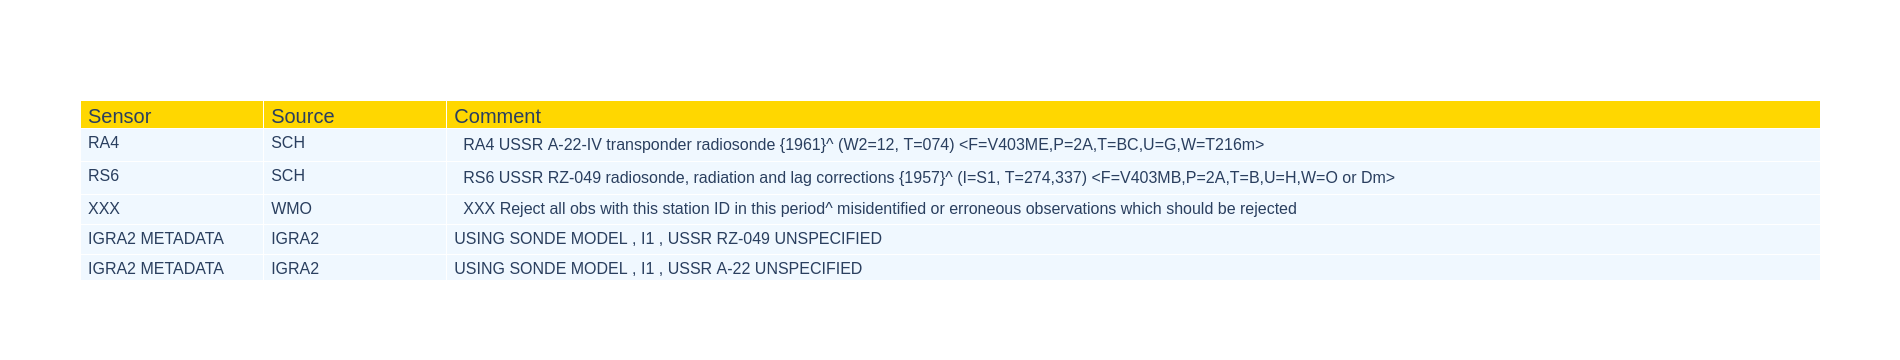 Sensor Source Comment
RA4 SCH RA4 USSR A-22-IV transponder radiosonde {1961}^ (W2=12, T=074) <F=V403ME,P=2A,T=BC,U=G,W=T216m>
RS6 SCH RS6 USSR RZ-049 radiosonde, radiation and lag corrections {1957}^ (I=S1, T=274,337) <F=V403MB,P=2A,T=B,U=H,W=O or Dm>
XXX WMO XXX Reject all obs with this station ID in this period^ misidentified or erroneous observations which should be rejected
IGRA2 METADATA IGRA2 USING SONDE MODEL , I1 , USSR RZ-049 UNSPECIFIED
IGRA2 METADATA IGRA2 USING SONDE MODEL , I1 , USSR A-22 UNSPECIFIED